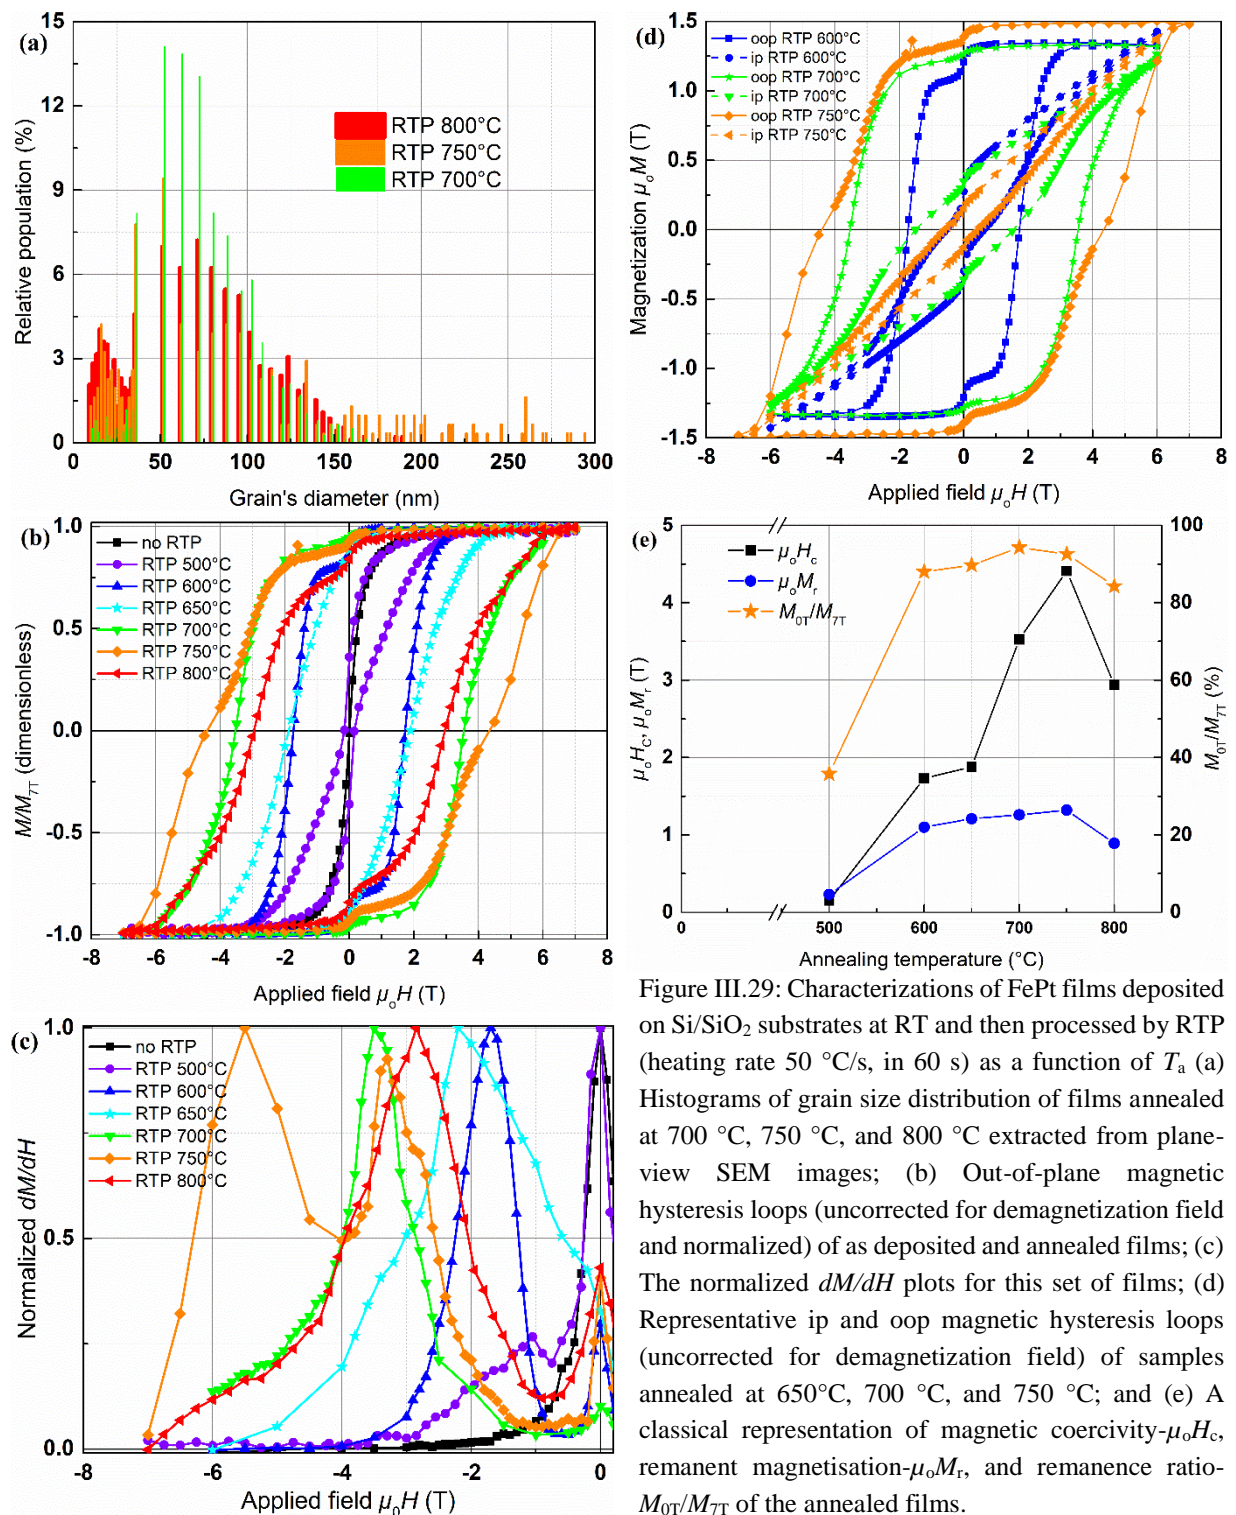 (a)
15
12
9
6
3
0
Relative population (%)
RTP 800°C
RTP 750°C
RTP 700°C
0 50 100 150 200 250 300
Grain's diameter (nm)
(b)
1.0
0.5
0.0
-0.5
-1.0
M/M7T (dimensionless)
no RTP
RTP 500°C
RTP 600°C
RTP 650°C
RTP 700°C
RTP 750°C
RTP 800°C
-8 -6 -4 -2 0 2 4 6 8
Applied field μoH (T)
(c)
1.0
0.5
0.0
Normalized dM/dH
no RTP
RTP 500°C
RTP 600°C
RTP 650°C
RTP 700°C
RTP 750°C
RTP 800°C
-6 -4 -2 0
Applied field μ0H (T)
(d)
1.5
1.0
0.5
0.0
-0.5
-1.0
-1.5
Magnetization μoM (T)
oop RTP 600°C
ip RTP 600°C
oop RTP 700°C
ip RTP 700°C
oop RTP 750°C
ip RTP 750°C
-8 -6 -4 -2 0 2 4 6 8
Applied field μoH (T)
(e)
5
4
3
2
1
0
μoHC, μoMr (T)
μoHc
μoMr
M0T/M7T
100
80
60
40
20
0
M0T/M7T (%)
0 500 600 700 800
Annealing temperature (°C)
Figure III.29: Characterizations of FePt films deposited
on Si/SiO2 substrates at RT and then processed by RTP
(heating rate 50 °C/s, in 60 s) as a function of Ta (a)
Histograms of grain size distribution of films annealed
at 700 °C, 750 °C, and 800 °C extracted from plane-
view SEM images; (b) Out-of-plane magnetic
hysteresis loops (uncorrected for demagnetization field
and normalized) of as deposited and annealed films; (c)
The normalized dM/dH plots for this set of films; (d)
Representative ip and oop magnetic hysteresis loops
(uncorrected for demagnetization field) of samples
annealed at 650°C, 700 °C, and 750 °C; and (e) A
classical representation of magnetic coercivity-μoHc,
remanent magnetisation-μoMr, and remanence ratio-
M0T/M7T of the annealed films.